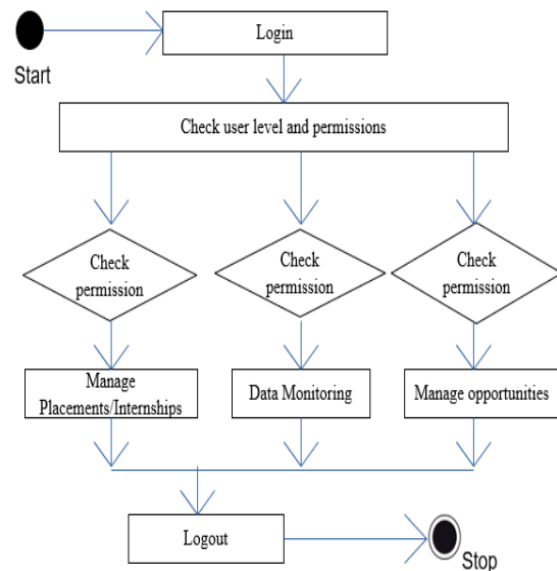 Login
Start
Check user level and permissions
Check
permission
Check
permission
Check
permission
Manage
Placements/Internships
Data Monitoring
Manage opportunities
Logout
Stop